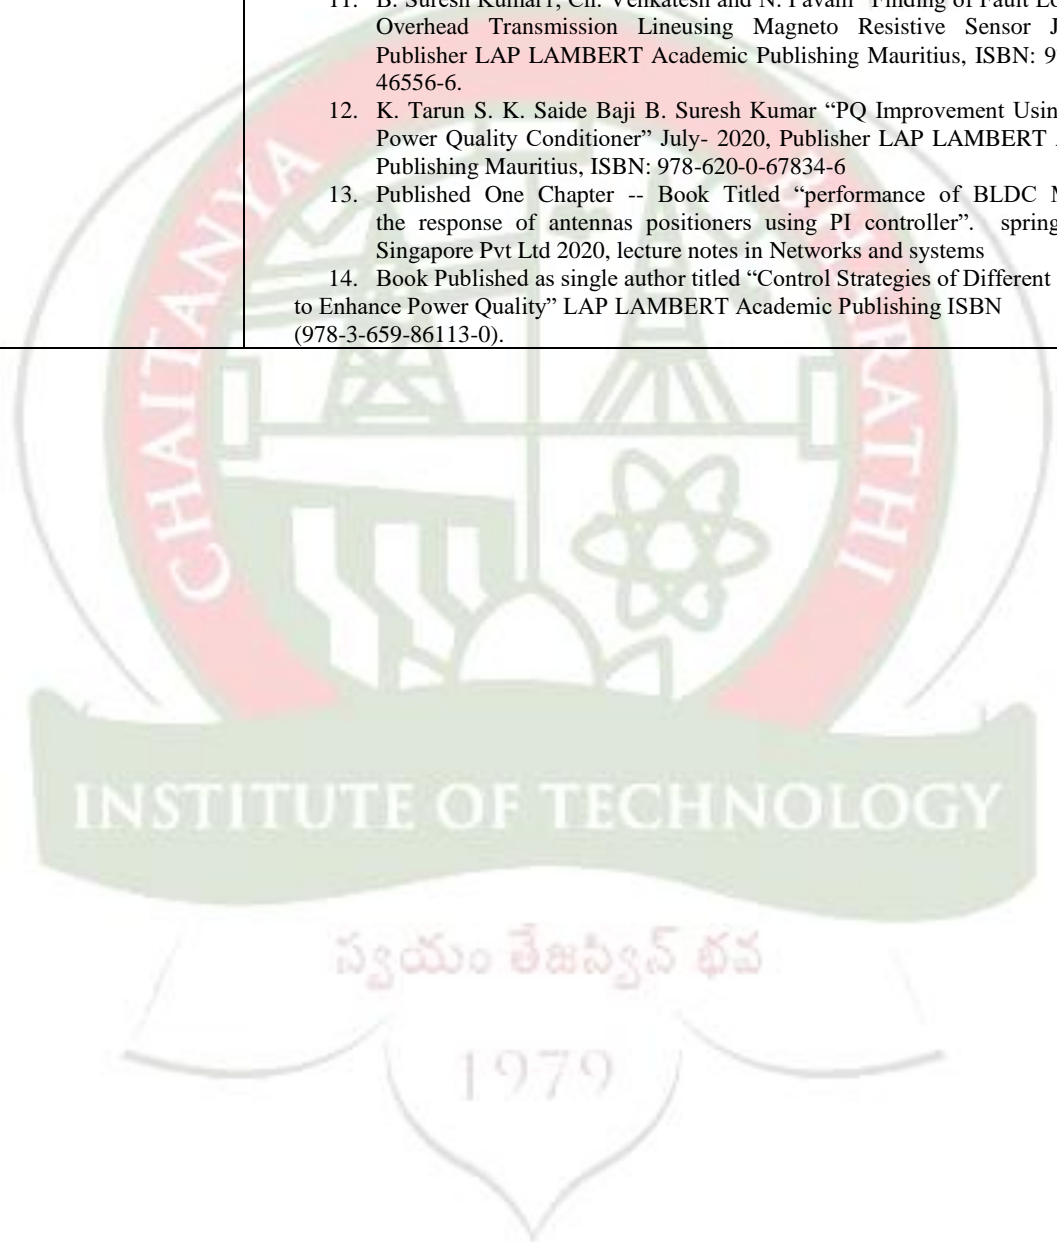 11. B. Suresh Kumar1, Ch. Venkatesh and N. Pavani “Finding of Fault
Overhead Transmission Lineusing Magneto Resistive Sensor
Publisher LAP LAMBERT Academic Publishing Mauritius, ISBN:
46556-6.
12. K. Tarun S. K. Saide Baji B. Suresh Kumar “PQ Improvement
Power Quality Conditioner” July- 2020, Publisher LAP LAMBERT
Publishing Mauritius, ISBN: 978-620-0-67834-6
13. Published One Chapter -- Book Titled “performance of BLDC
the response of antennas positioners using PI controller”. spring
Singapore Pvt Ltd 2020, lecture notes in Networks and systems
14. Book Published as single author titled “Control Strategies of Different
to Enhance Power Quality” LAP LAMBERT Academic Publishing ISBN
(978-3-659-86113-0).
CHAITANYA
RATHI
INSTITUTE OF TECHNOLOGY
స్వయం తేజస్విన్ భవ
1979